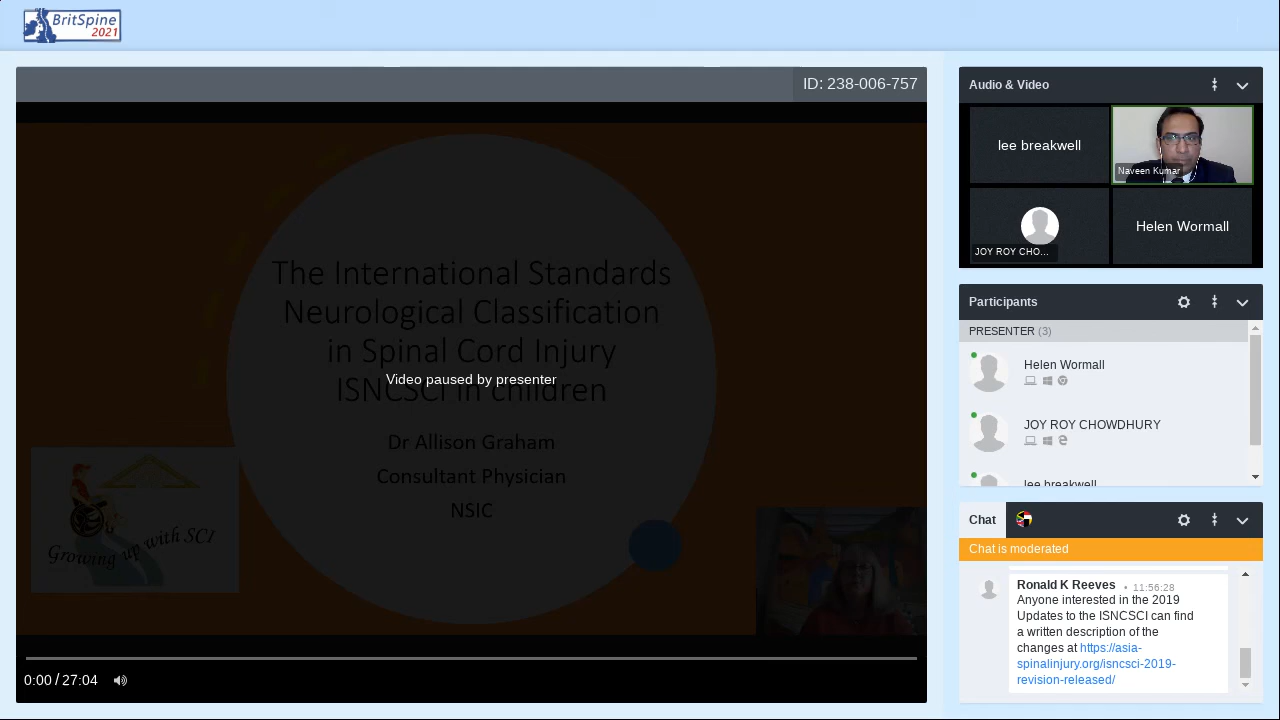 BritSpine
2021
ID: 238-006-757
The International Standards
Neurological Classification
in Spinal Cord Injury
ISNCSCI in children
Video paused by presenter
Dr Allison Graham
Consultant Physician
NSIC
Growing up with SCI
0:00 / 27:04
Audio & Video
lee breakwell
Naveen Kumar
JOY ROY CHO...
Helen Wormall
Participants
PRESENTER (3)
Helen Wormall
JOY ROY CHOWDHURY
lee breakwell
Chat
Chat is moderated
Ronald K Reeves • 11:56:28
Anyone interested in the 2019
Updates to the ISNCSCI can find
a written description of the
changes at https://asia-
spinalinjury.org/isncsci-2019-
revision-released/